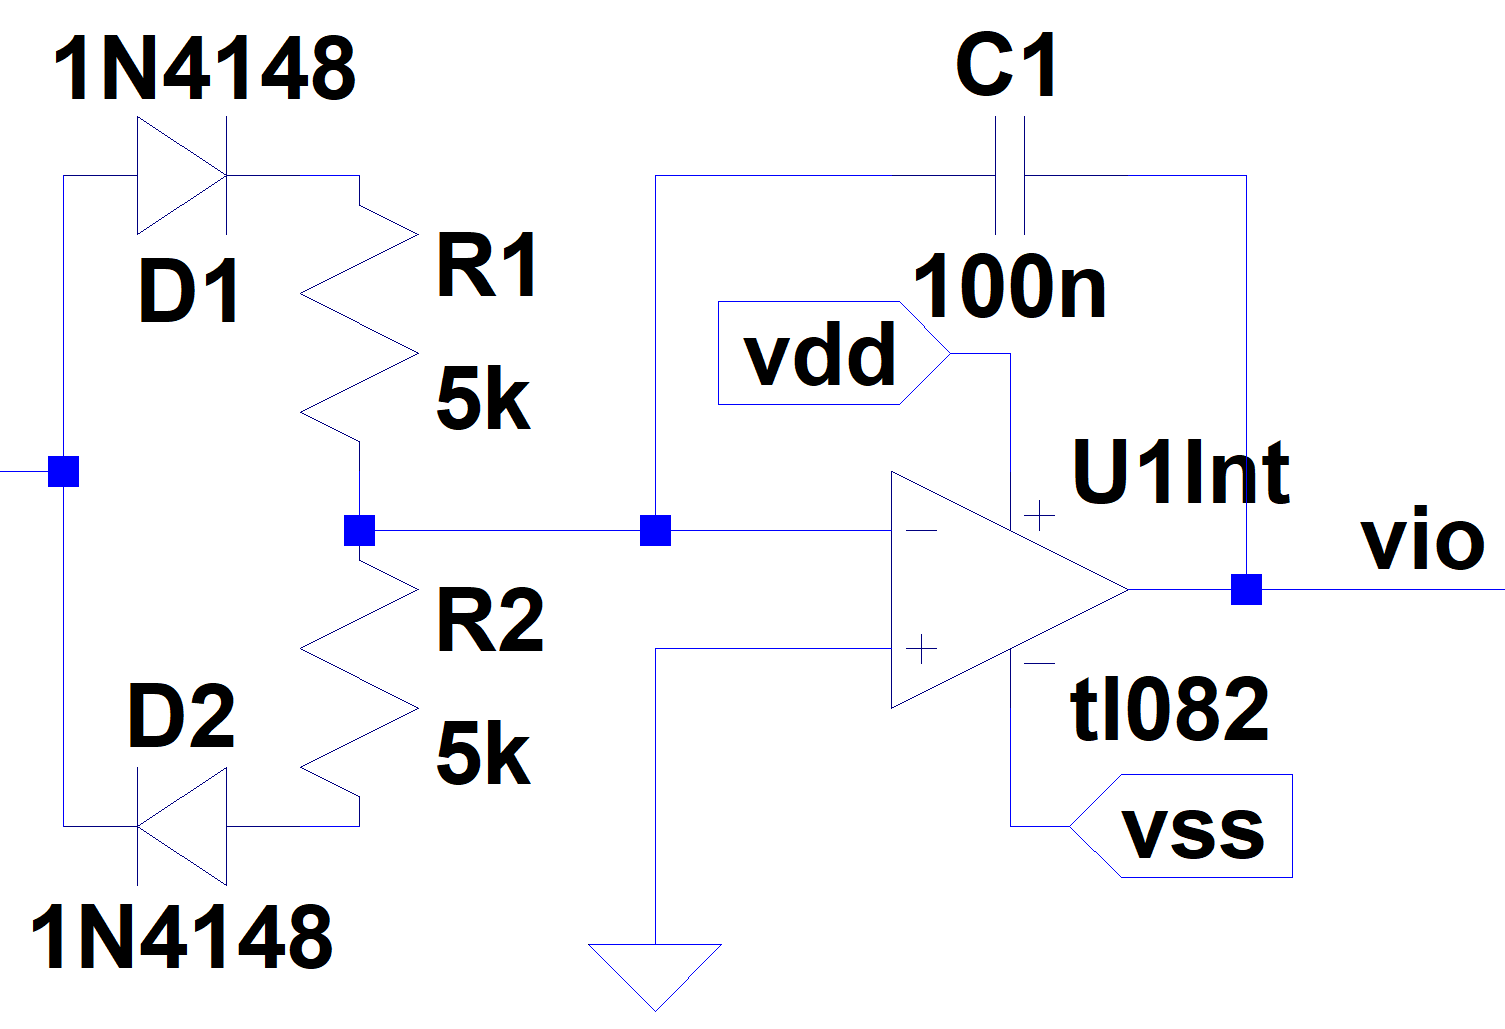 1N4148
D1
R1
5k
C1
100n
vdd
U1Int
vio
R2
5k
D2
1N4148
tl082
vss